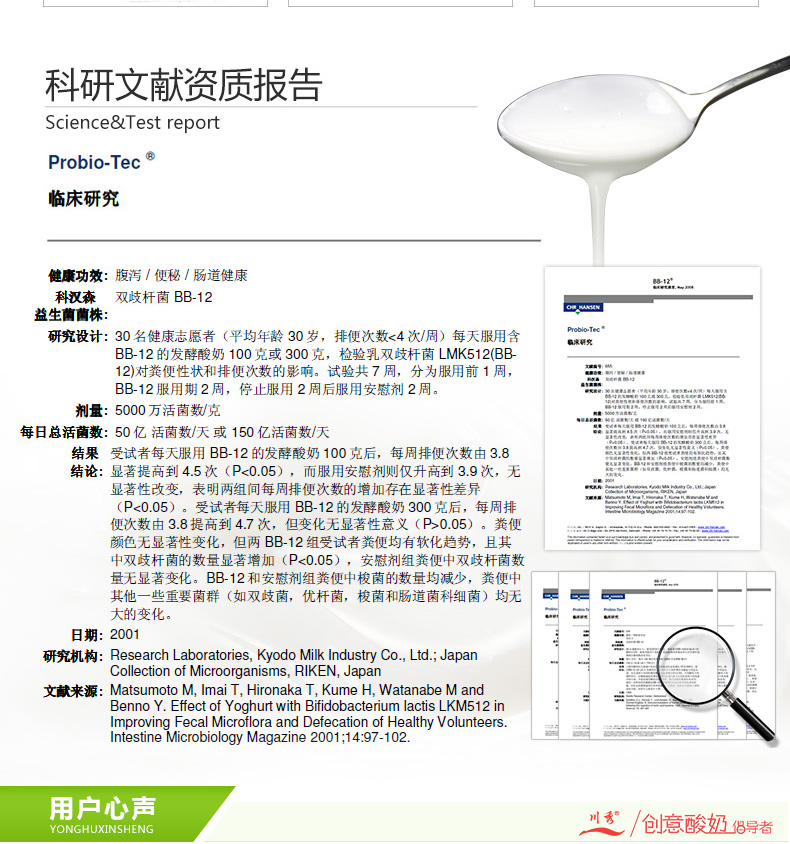 科研文献资质报告
Science&Test report
Probio-Tec ®
临床研究
健康功效: 腹泻 / 便秘 / 肠道健康
科汉森 双歧杆菌 BB-12
益生菌菌株:
研究设计: 30 名健康志愿者（平均年龄 30 岁，排便次数<4 次/周）每天服用含
BB-12 的发酵酸奶 100 克或 300 克，检验乳双歧杆菌 LMK512(BB-
12)对粪便性状和排便次数的影响。试验共 7 周，分为服用前 1 周，
BB-12 服用期 2 周，停止服用 2 周后服用安慰剂 2 周。
剂量: 5000 万活菌数/克
每日总活菌数: 50 亿 活菌数/天 或 150 亿活菌数/天
结果 受试者每天服用 BB-12 的发酵酸奶 100 克后，每周排便次数由 3.8
结论: 显著提高到 4.5 次（P<0.05），而服用安慰剂则仅升高到 3.9 次，无
显著性改变，表明两组间每周排便次数的增加存在显著性差异
（P<0.05）。受试者每天服用 BB-12 的发酵酸奶 300 克后，每周排
便次数由 3.8 提高到 4.7 次，但变化无显著性意义（P>0.05）。粪便
颜色无显著性变化，但两 BB-12 组受试者粪便均有软化趋势，且其
中双歧杆菌的数量显著增加（P<0.05），安慰剂组粪便中双歧杆菌数
量无显著变化。BB-12 和安慰剂组粪便中梭菌的数量均减少，粪便中
其他一些重要菌群（如双歧菌，优杆菌，梭菌和肠道菌科细菌）均无
大的变化。
日期: 2001
研究机构: Research Laboratories, Kyodo Milk Industry Co., Ltd.; Japan
Collection of Microorganisms, RIKEN, Japan
文献来源: Matsumoto M, Imai T, Hironaka T, Kume H, Watanabe M and
Benno Y. Effect of Yoghurt with Bifidobacterium lactis LKM512 in
Improving Fecal Microflora and Defecation of Healthy Volunteers.
Intestine Microbiology Magazine 2001;14:97-102.
BB-12®
CHR HANSEN
Probio-Tec ®
临床研究
用户心声
YONGHUXINSHENG
川秀® 创意酸奶 倡导者